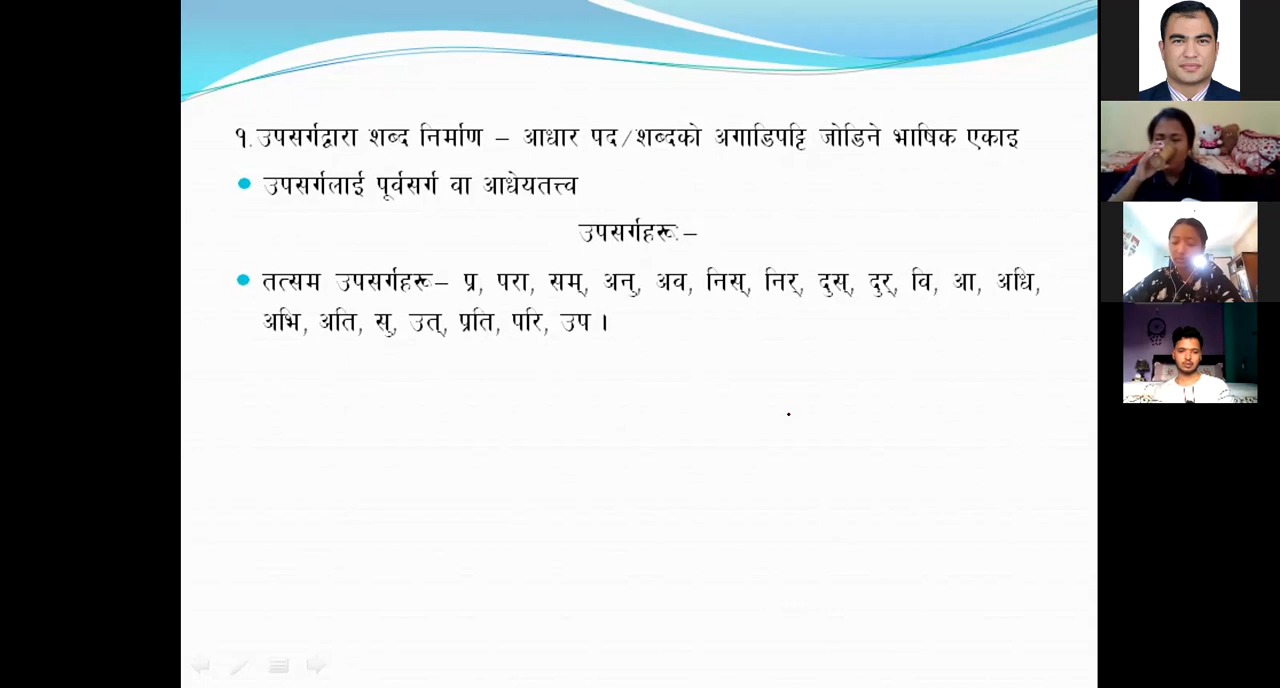 १. उपसर्गद्वारा शब्द निर्माण – आधार पद/शब्दको अगाडिपट्टि जोडिने भाषिक एकाइ
उपसर्गलाई पूर्वसर्ग वा आधेयतत्त्व
उपसर्गहरू–
तत्सम उपसर्गहरू– प्र, परा, सम्, अनु, अव, निस्, निर्, दुस्, दुर्, वि, आ, अधि,
अभि, अति, सु, उत्, प्रति, परि, उप ।